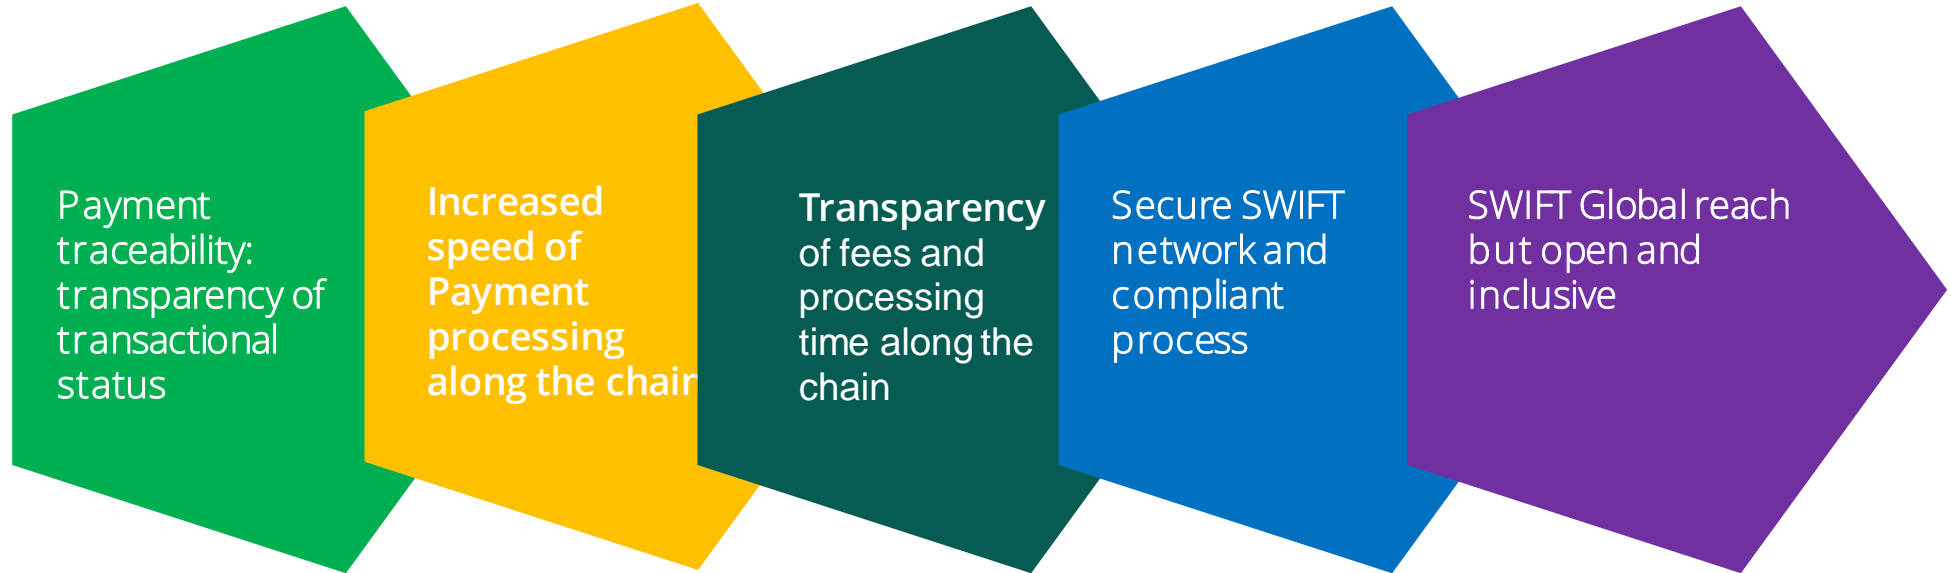 Payment
traceability:
transparency of
transactional
status
Increased
speed of
Payment
processing
along the chain
Transparency
of fees and
processing
time along the
chain
Secure SWIFT
network and
compliant
process
SWIFT Global reach
but open and
inclusive